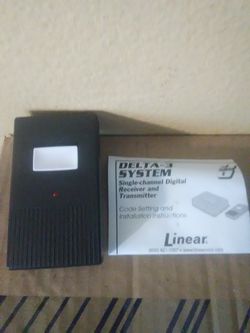 DELTA-3
SYSTEM
Single-channel Digital
Receiver and
Transmitter
Code Setting and
Installation Instructions
Linear